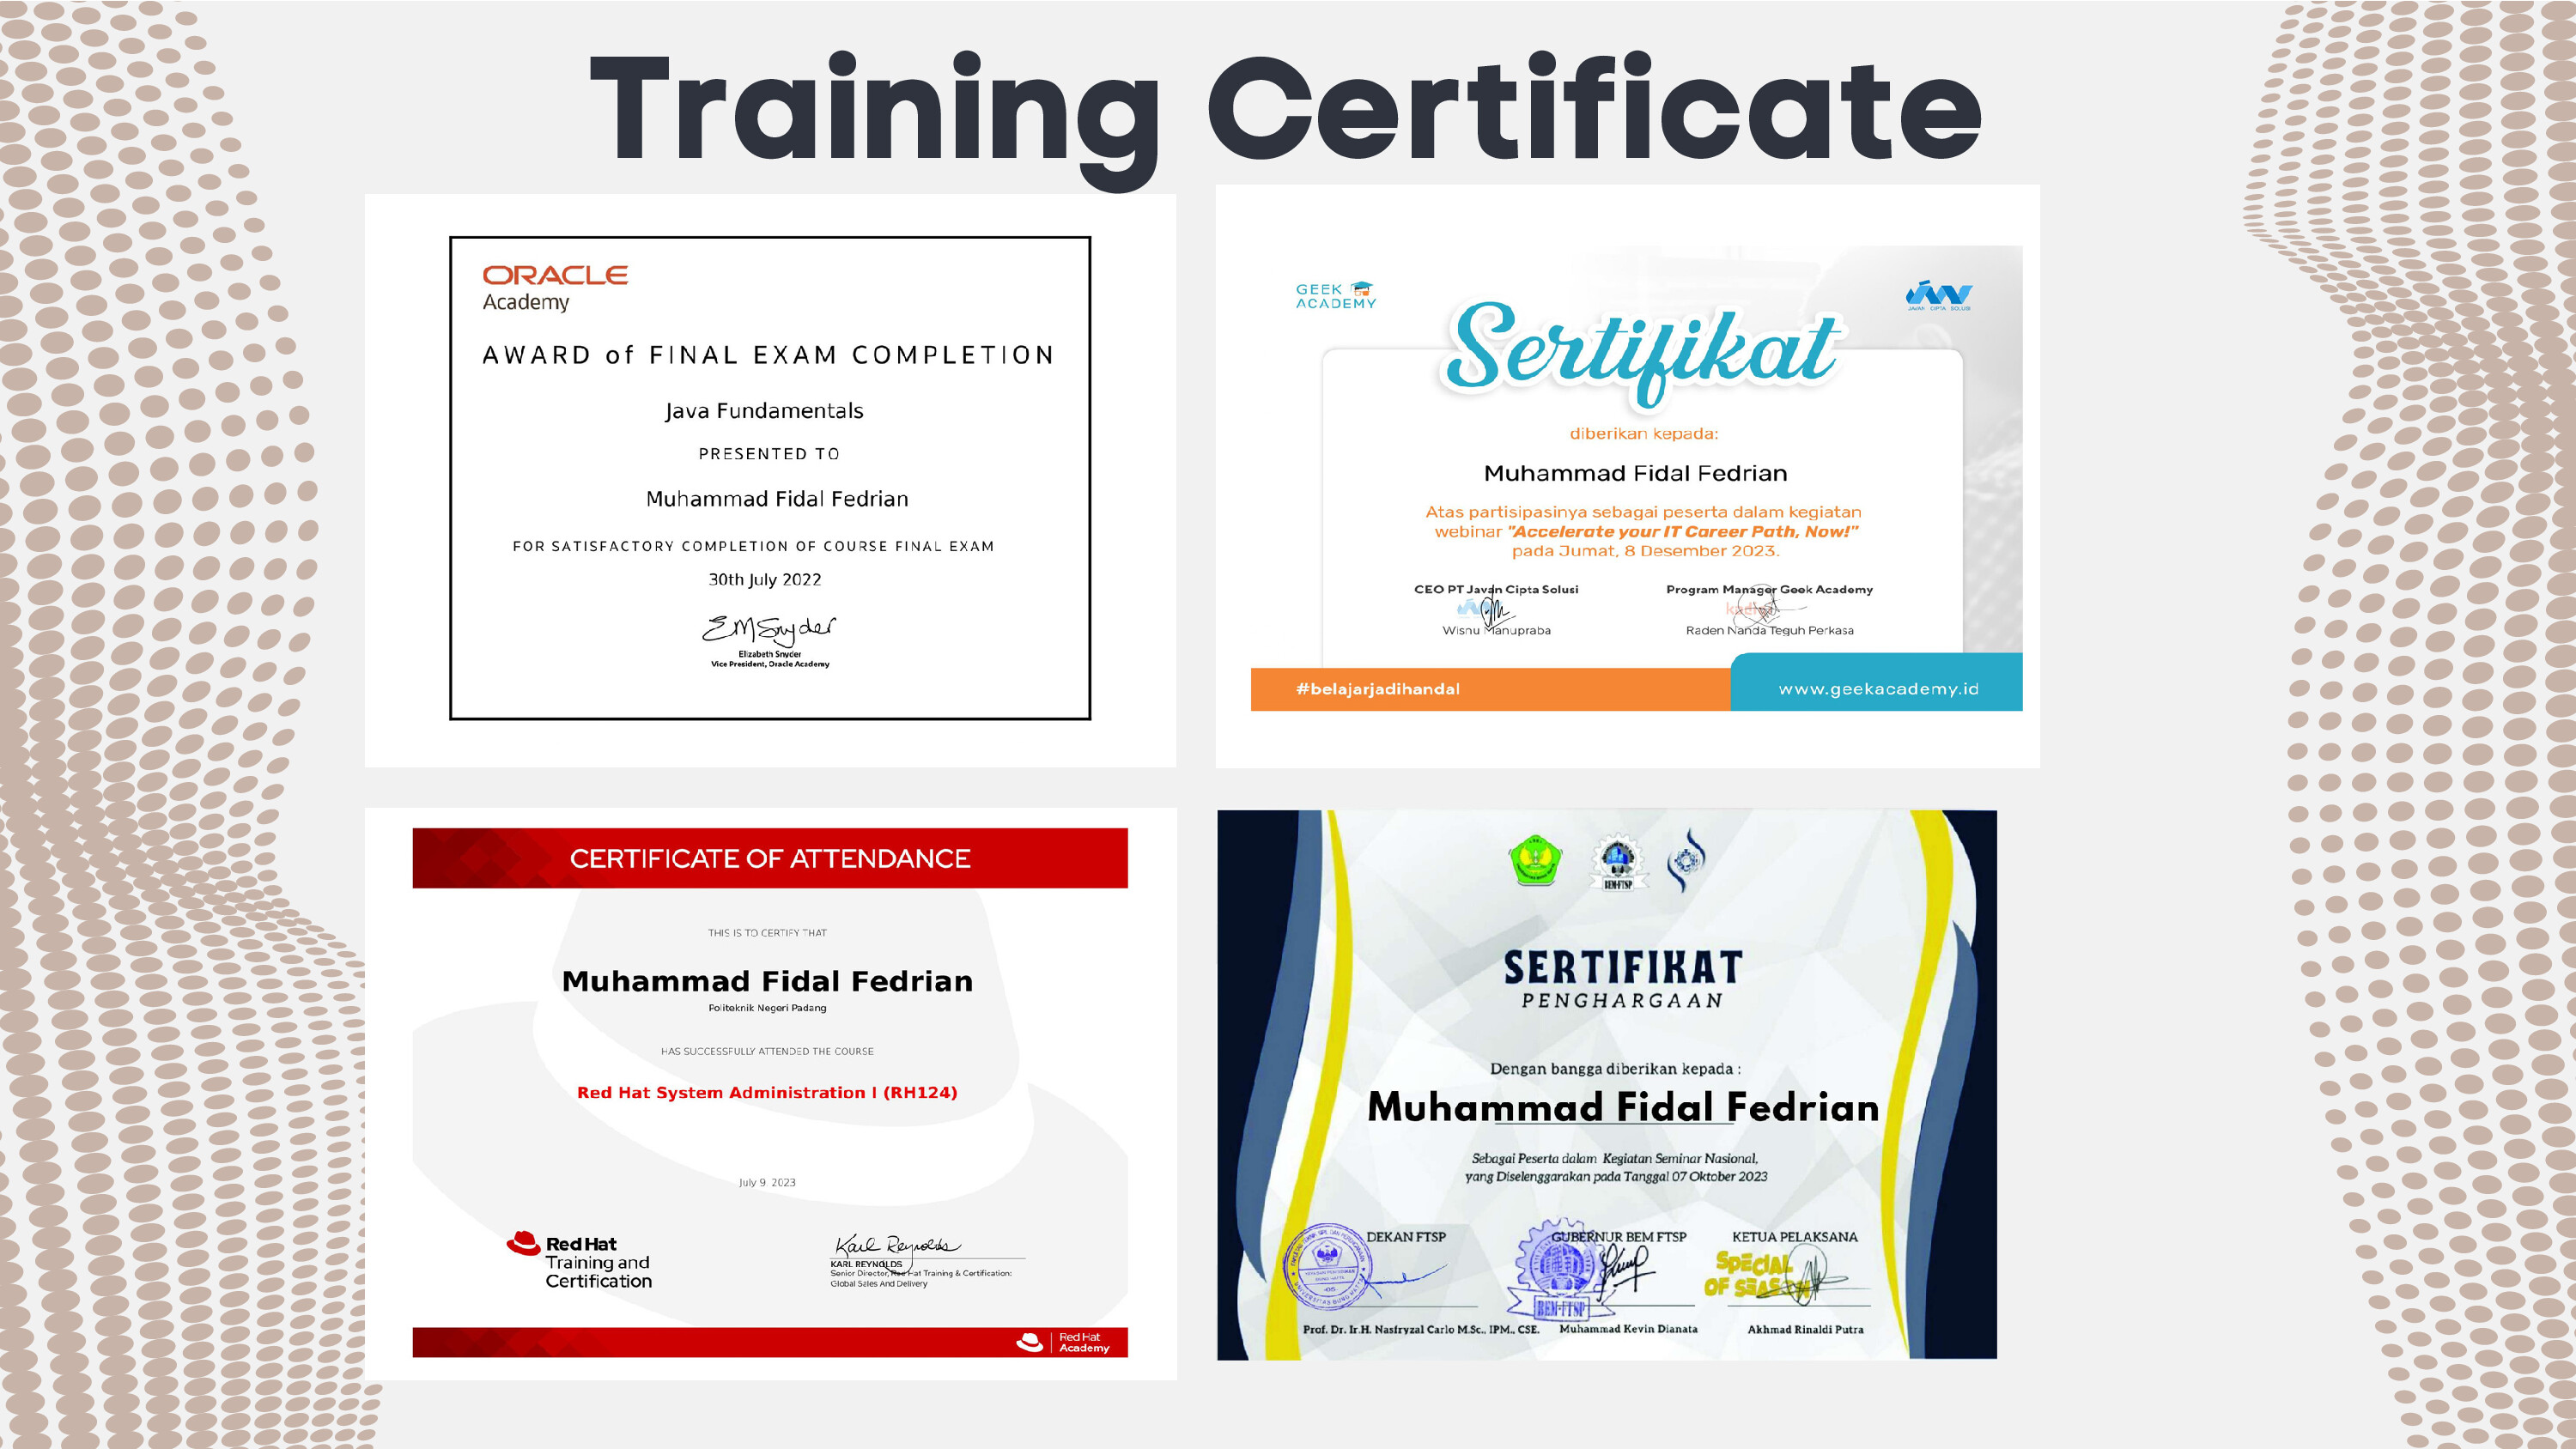 Training Certificate
ORACLE
Academy
AWARD of FINAL EXAM COMPLETION
Java Fundamentals
PRESENTED TO
Muhammad Fidal Fedrian
FOR SATISFACTORY COMPLETION OF COURSE FINAL EXAM
30th July 2022
EMSnyder
Elizabeth Snyder
Vice President, Oracle Academy
GEEK
ACADEMY
JAVAN CIPTA SOLUSI
Sertifikat
diberikan kepada:
Muhammad Fidal Fedrian
Atas partisipasinya sebagai peserta dalam kegiatan
webinar "Accelerate your IT Career Path, Now!"
pada Jumat, 8 Desember 2023.
CEO PT Javan Cipta Solusi
Wisnu Manupraba
Program Manager Geek Academy
Raden Nanda Teguh Perkasa
#belajarjadihandal
www.geekacademy.id
CERTIFICATE OF ATTENDANCE
THIS IS TO CERTIFY THAT
Muhammad Fidal Fedrian
Politeknik Negeri Padang
HAS SUCCESSFULLY ATTENDED THE COURSE
Red Hat System Administration I (RH124)
July 9, 2023
Red Hat
Training and
Certification
Karl Reynolds
KARL REYNOLDS
Senior Director, Red Hat Training & Certification:
Global Sales And Delivery
Red Hat
Academy
BEM-FTSP
SERTIFIKAT
PENGHARGAAN
Dengan bangga diberikan kepada :
Muhammad Fidal Fedrian
Sebagai Peserta dalam Kegiatan Seminar Nasional,
yang Diselenggarakan pada Tanggal 07 Oktober 2023
DEKAN FTSP
Prof. Dr. Ir.H. Nasfryzal Carlo M.Sc., IPM., CSE.
GUBERNUR BEM FTSP
BEM-FTSP
Muhammad Kevin Dianata
KETUA PELAKSANA
SPECIAL
OF SEASON
Akhmad Rinaldi Putra